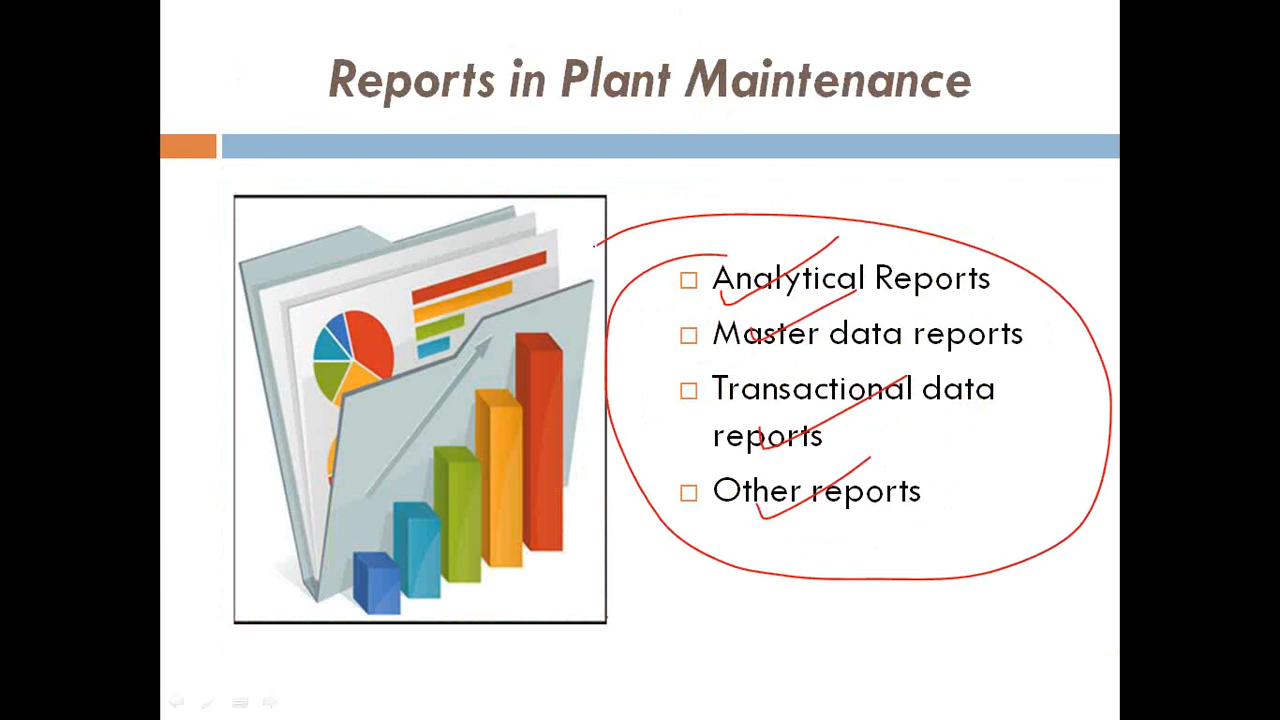 Reports in Plant Maintenance
Analytical Reports
Master data reports
Transactional data
reports
Other reports